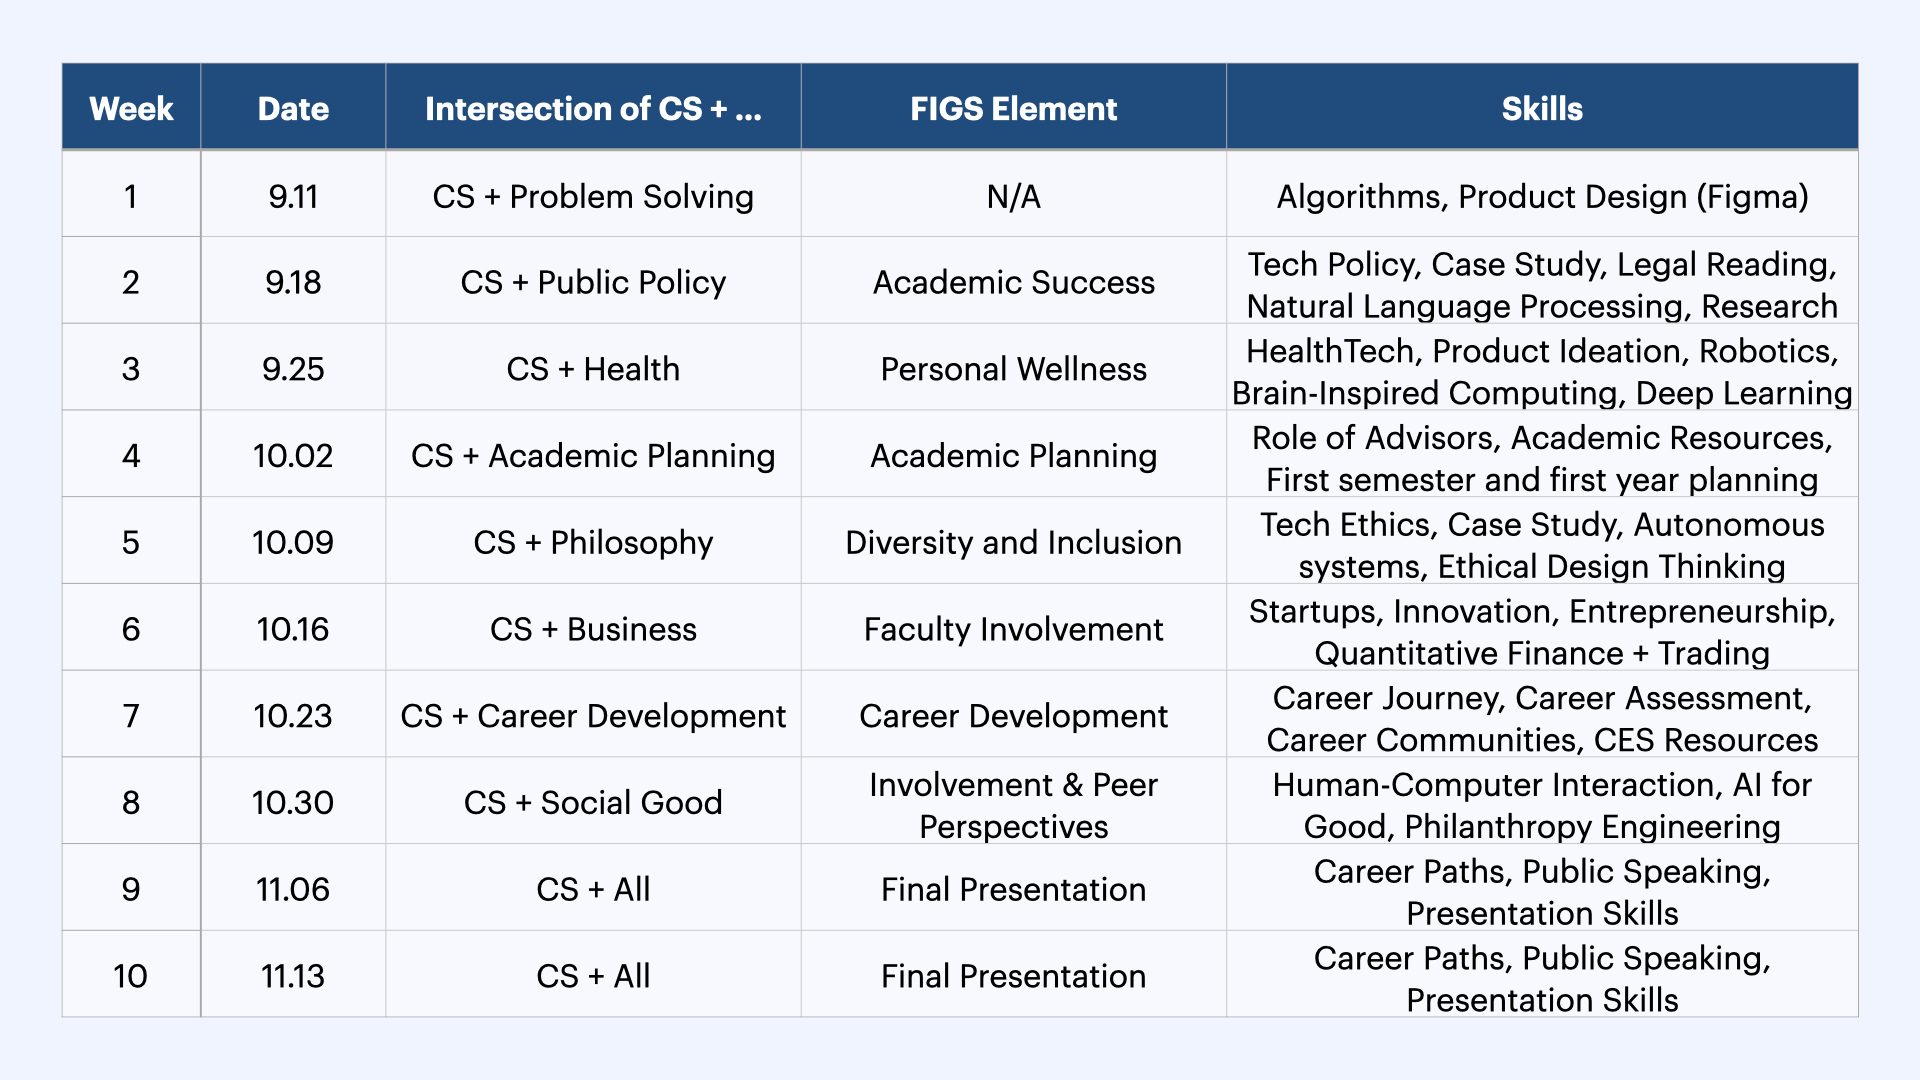 Week Date Intersection of CS + ... FIGS Element Skills
1 9.11 CS + Problem Solving N/A Algorithms, Product Design (Figma)
2 9.18 CS + Public Policy Academic Success Tech Policy, Case Study, Legal Reading,
Natural Language Processing, Research
3 9.25 CS + Health Personal Wellness HealthTech, Product Ideation, Robotics,
Brain-Inspired Computing, Deep Learning
4 10.02 CS + Academic Planning Academic Planning Role of Advisors, Academic Resources,
First semester and first year planning
5 10.09 CS + Philosophy Diversity and Inclusion Tech Ethics, Case Study, Autonomous
systems, Ethical Design Thinking
6 10.16 CS + Business Faculty Involvement Startups, Innovation, Entrepreneurship,
Quantitative Finance + Trading
7 10.23 CS + Career Development Career Development Career Journey, Career Assessment,
Career Communities, CES Resources
8 10.30 CS + Social Good Involvement & Peer
Perspectives
Human-Computer Interaction, AI for
Good, Philanthropy Engineering
9 11.06 CS + All Final Presentation Career Paths, Public Speaking,
Presentation Skills
10 11.13 CS + All Final Presentation Career Paths, Public Speaking,
Presentation Skills